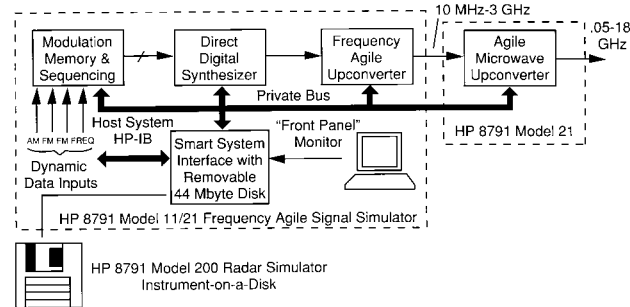 10 MHz-3 GHz
.05-18
GHz
Modulation
Memory &
Sequencing
Direct
Digital
Synthesizer
Frequency
Agile
Upconverter
Agile
Microwave
Upconverter
Private Bus
Host System
HP-IB
AM FM FM FREQ
Dynamic
Data Inputs
Smart System
Interface with
Removable
44 Mbyte Disk
"Front Panel"
Monitor
HP 8791 Model 21
HP 8791 Model 11/21 Frequency Agile Signal Simulator
HP 8791 Model 200 Radar Simulator
Instrument-on-a-Disk